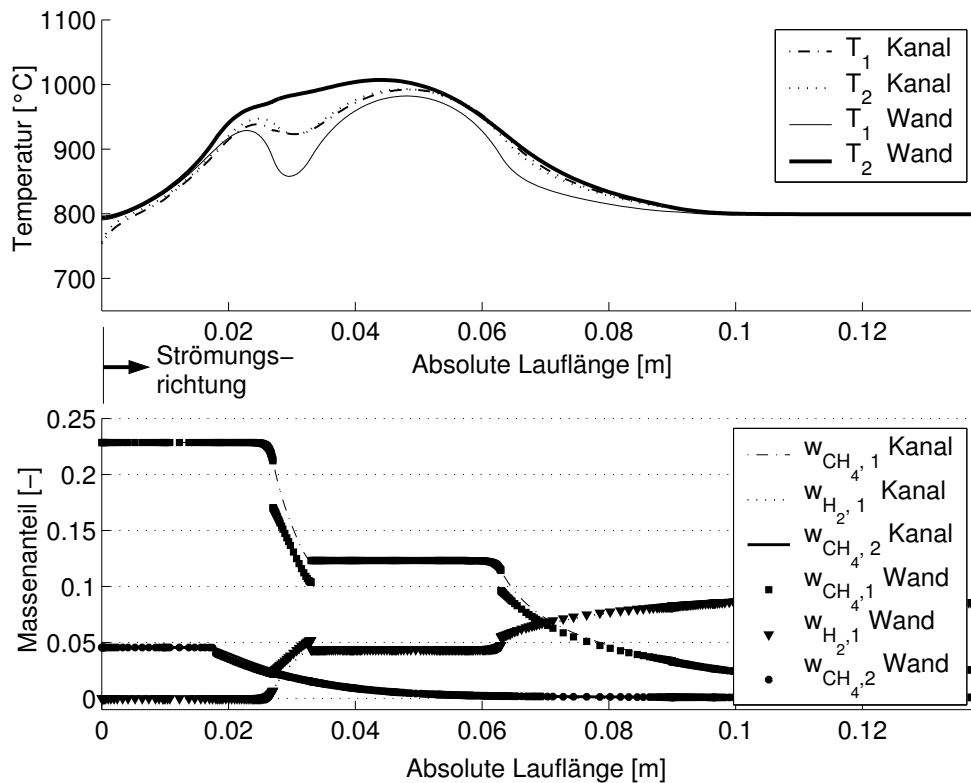 1100
1000
900
800
700
Temperatur [°C]
T1 Kanal
T2 Kanal
T1 Wand
T2 Wand
0 0.02 0.04 0.06 0.08 0.1 0.12
Absolute Lauflänge [m]
Strömungs–
richtung
0.25
0.2
0.15
0.1
0.05
0
Massenanteil [–]
wCH4, 1 Kanal
wH2, 1 Kanal
wCH4, 2 Kanal
wCH4,1 Wand
wH2,1 Wand
wCH4,2 Wand
0 0.02 0.04 0.06 0.08 0.1 0.12
Absolute Lauflänge [m]